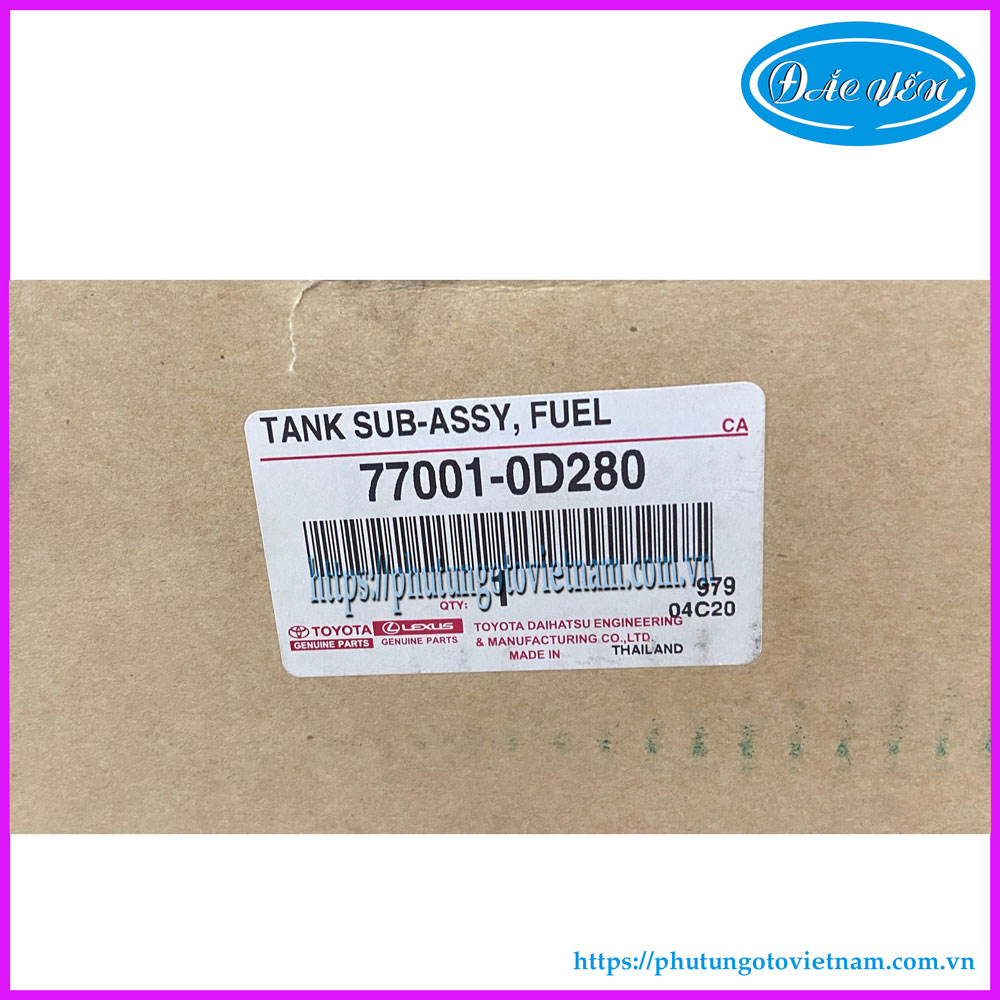 ĐẮC YẾN
TANK SUB-ASSY, FUEL
CA
77001-0D280
https://phutungotovietnam.com.vn
QTY: 1
979
04C20
TOYOTA
GENUINE PARTS
LEXUS
GENUINE PARTS
TOYOTA DAIHATSU ENGINEERING
& MANUFACTURING CO.,LTD.
MADE IN THAILAND
https://phutungotovietnam.com.vn